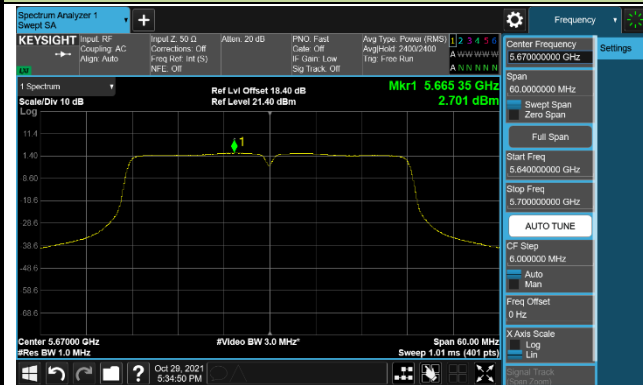 Spectrum Analyzer 1
Swept SA
Frequency
KEYSIGHT
Input: RF
Coupling: AC
Align: Auto
Input Z: 50 Ω
Corrections: Off
Freq Ref: Int (S)
NFE: Off
Atten: 20 dB
PNO: Fast
Gate: Off
IF Gain: Low
Sig Track: Off
Avg Type: Power (RMS)
Avg|Hold: 2400/2400
Trig: Free Run
1 2 3 4 5 6
A W W W W W
A N N N N N
1 Spectrum
Scale/Div 10 dB
Log
Ref Lvl Offset 18.40 dB
Ref Level 21.40 dBm
Mkr1 5.665 35 GHz
2.701 dBm
1
11.4
1.40
-8.60
-18.6
-28.6
-38.6
-48.6
-58.6
-68.6
Center 5.67000 GHz
#Res BW 1.0 MHz
#Video BW 3.0 MHz*
Span 60.00 MHz
Sweep 1.01 ms (401 pts)
Oct 29, 2021
5:34:50 PM
Center Frequency
5.670000000 GHz
Settings
Span
60.0000000 MHz
Swept Span
Zero Span
Full Span
Start Freq
5.640000000 GHz
Stop Freq
5.700000000 GHz
AUTO TUNE
CF Step
6.000000 MHz
Auto
Man
Freq Offset
0 Hz
X Axis Scale
Log
Lin
Signal Track
(Span Zoom)